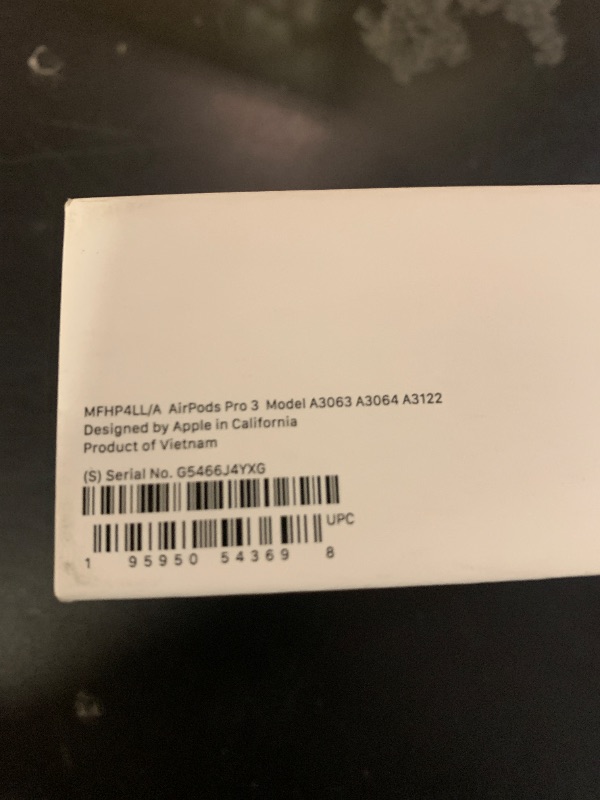 MFHP4LL/A AirPods Pro 3 Model A3063 A3064 A3122
Designed by Apple in California
Product of Vietnam
(S) Serial No. G5466J4YXG
UPC
1 95950 54369 8